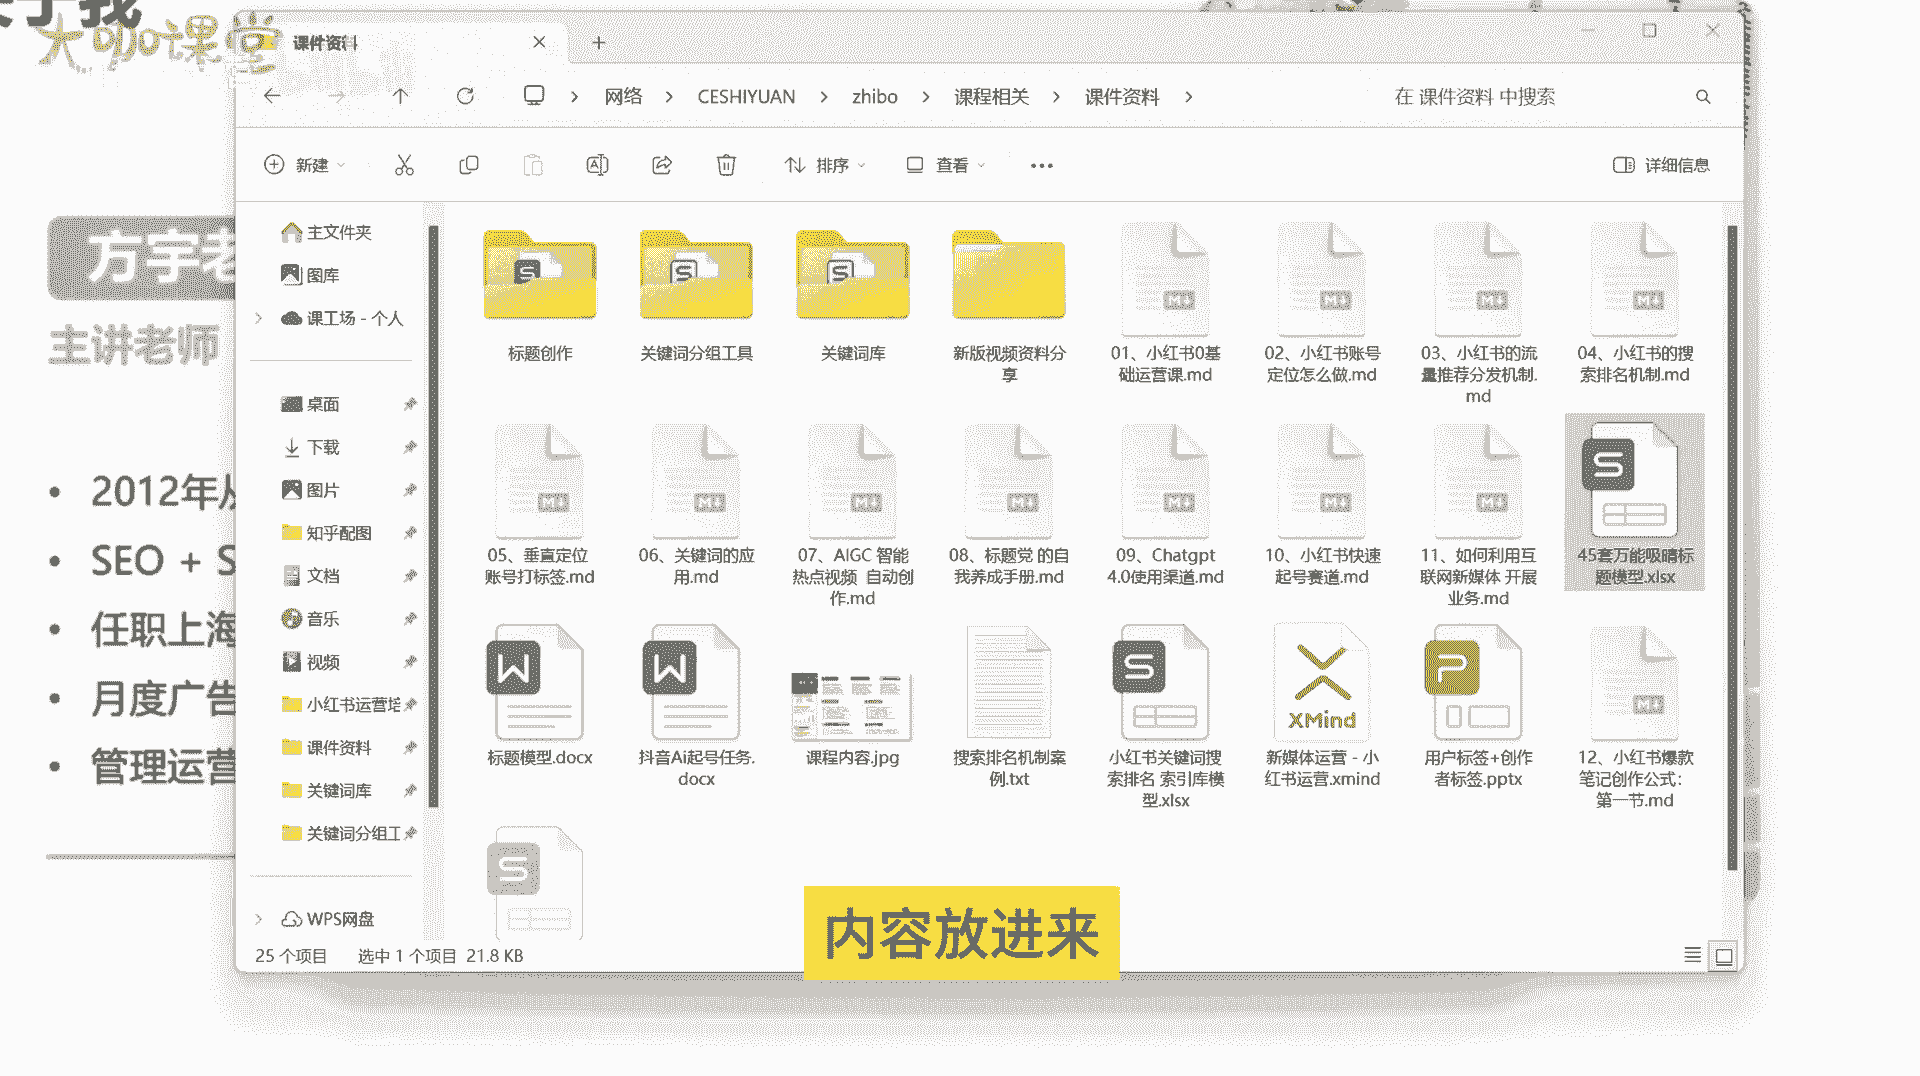 关于我
大咖课堂
课件资料
网络 > CESHIYUAN > zhibo > 课程相关 > 课件资料 >
在 课件资料 中搜索
新建
排序
查看
详细信息
方宇老
主讲老师
2012年从
SEO + S
任职上海
月度广告
管理运营
主文件夹
图库
课工场 - 个人
桌面
下载
图片
知乎配图
文档
音乐
视频
小红书运营培
课件资料
关键词库
关键词分组工
WPS网盘
标题创作
关键词分组工具
关键词库
新版视频资料分
享
01、小红书0基
础运营课.md
02、小红书账号
定位怎么做.md
03、小红书的流
量推荐分发机制.
md
04、小红书的搜
索排名机制.md
05、垂直定位
账号打标签.md
06、关键词的应
用.md
07、AIGC 智能
热点视频 自动创
作.md
08、标题党 的自
我养成手册.md
09、Chatgpt
4.0使用渠道.md
10、小红书快速
起号赛道.md
11、如何利用互
联网新媒体 开展
业务.md
45套万能吸睛标
题模型.xlsx
标题模型.docx
抖音Ai起号任务.
docx
课程内容.jpg
搜索排名机制案
例.txt
小红书关键词搜
索排名 索引库模
型.xlsx
XMind
新媒体运营 - 小
红书运营.xmind
用户标签+创作
者标签.pptx
12、小红书爆款
笔记创作公式：
第一节.md
25 个项目
选中 1 个项目 21.8 KB
内容放进来